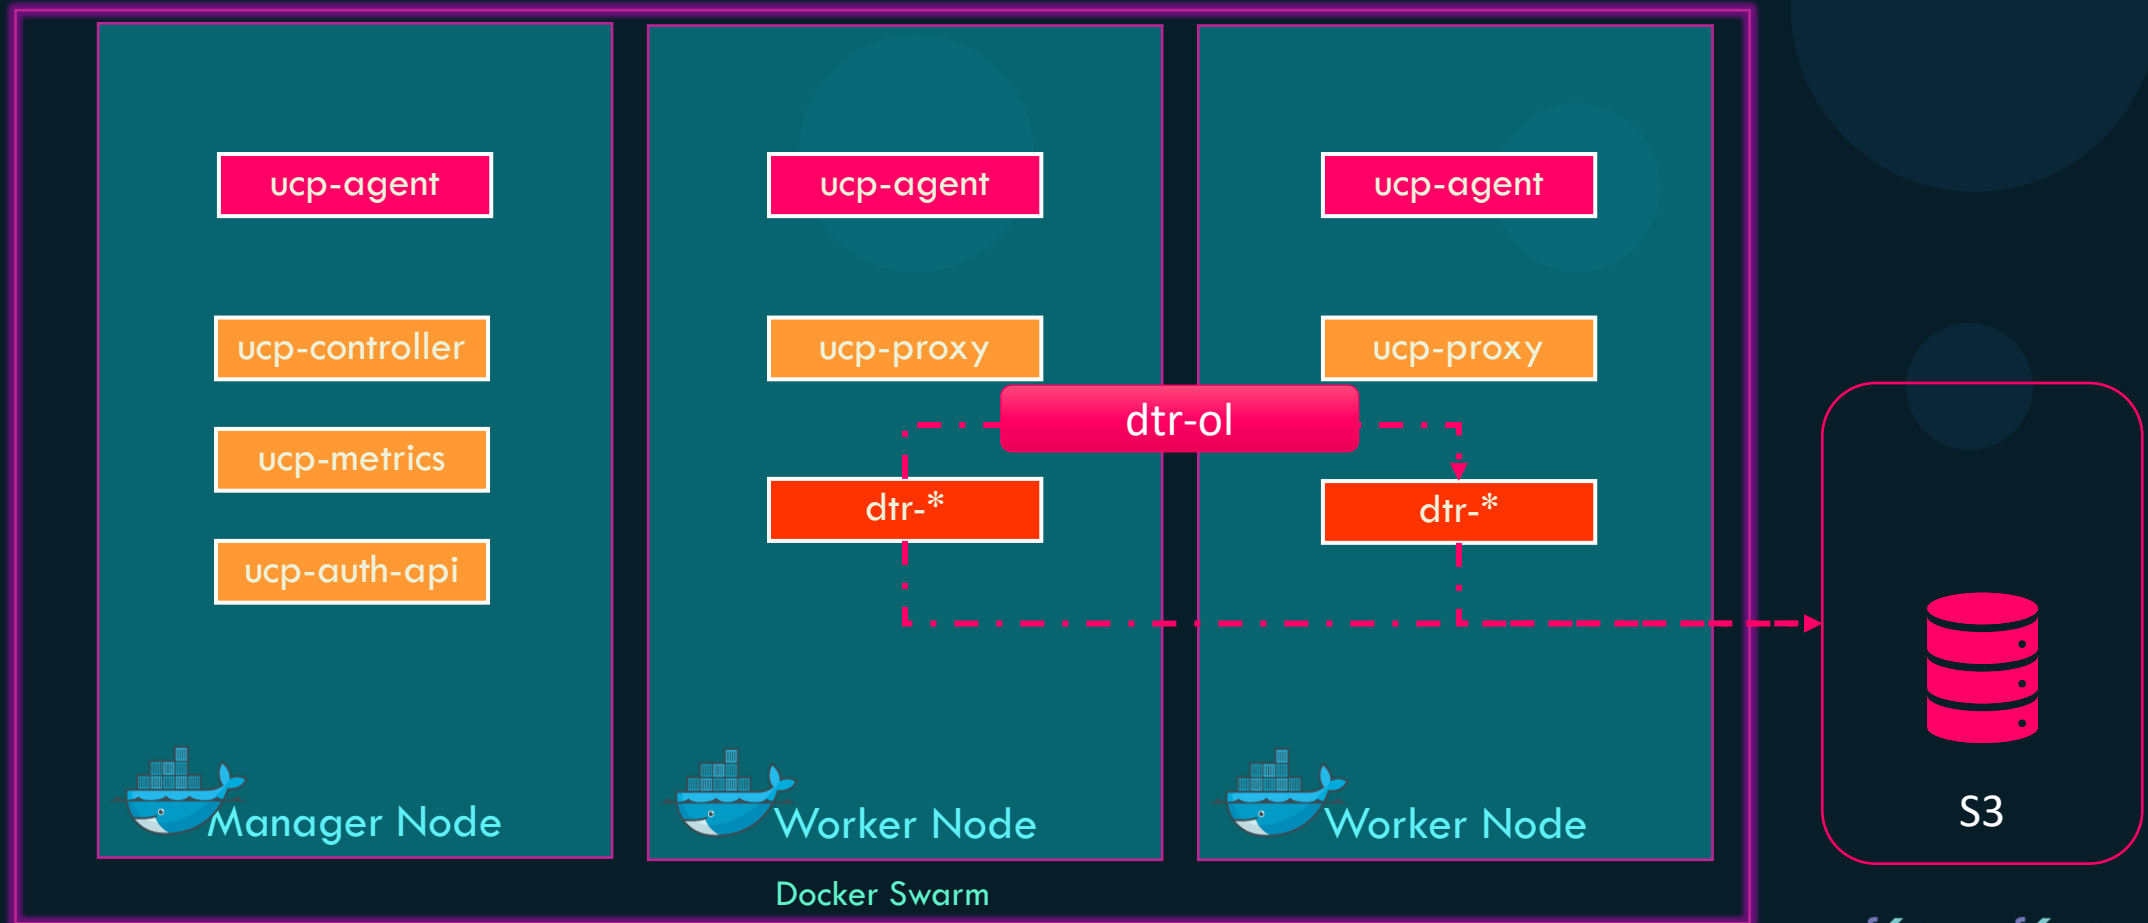 ucp-agent
ucp-controller
ucp-metrics
ucp-auth-api
Manager Node
ucp-agent
ucp-proxy
dtr-*
Worker Node
dtr-ol
ucp-agent
ucp-proxy
dtr-*
Worker Node
Docker Swarm
S3